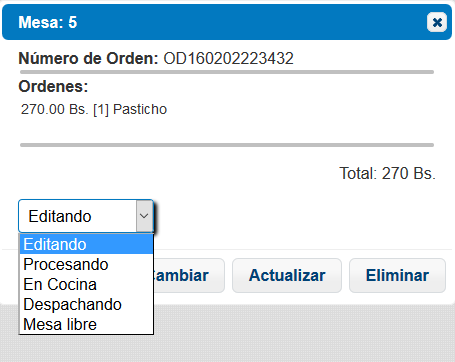 Mesa: 5
Número de Orden: OD160202223432
Ordenes:
270.00 Bs. [1] Pasticho
Total: 270 Bs.
Editando
Editando
Procesando
En Cocina
Despachando
Mesa libre
Actualizar
Eliminar